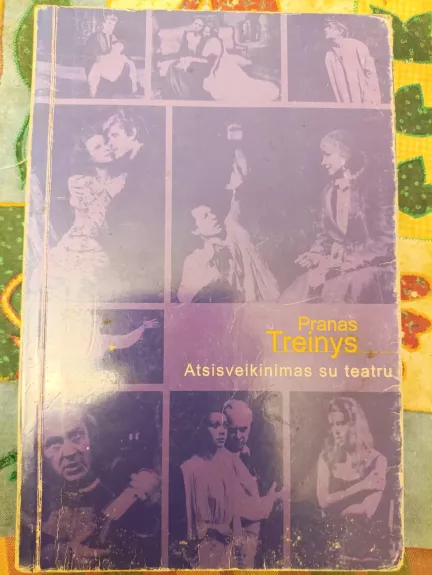 Pranas
Treinys
Atsisveikinimas su teatru